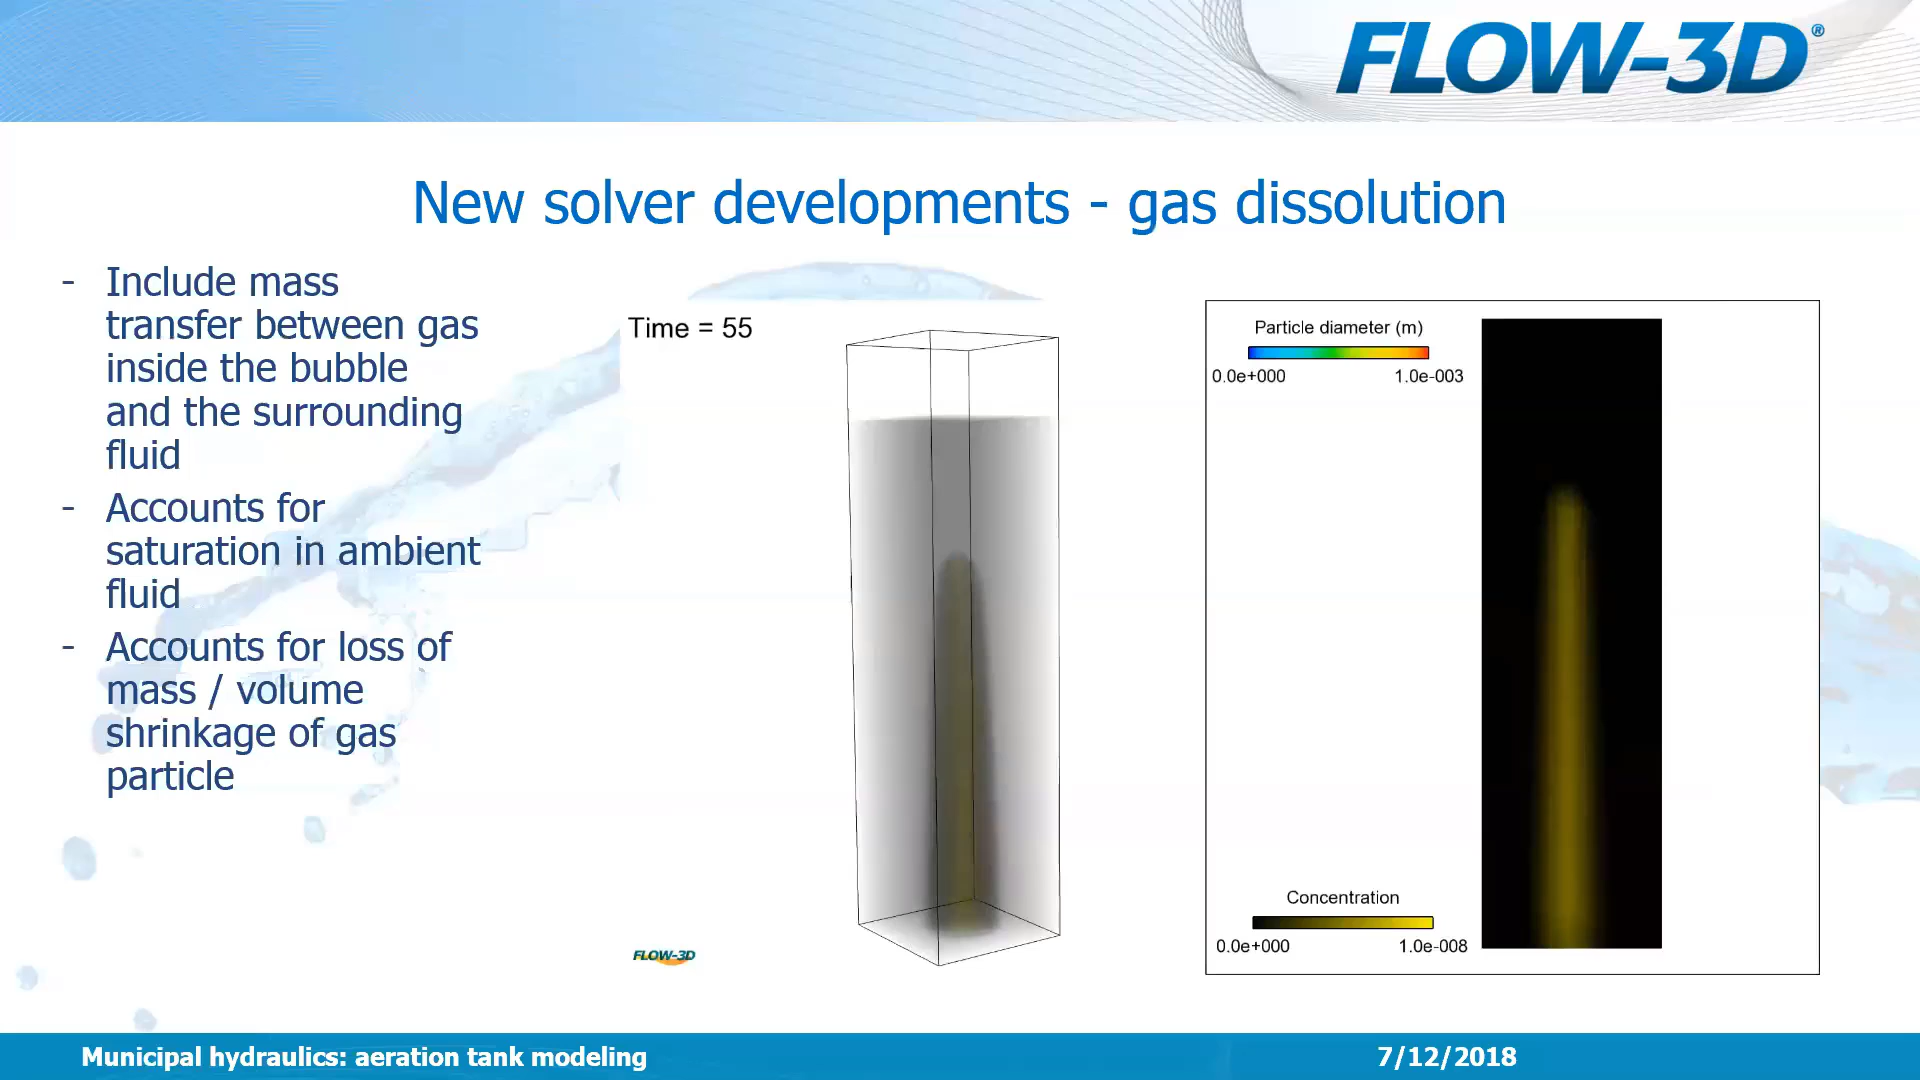 FLOW-3D®
New solver developments - gas dissolution
- Include mass
transfer between gas
inside the bubble
and the surrounding
fluid
- Accounts for
saturation in ambient
fluid
- Accounts for loss of
mass / volume
shrinkage of gas
particle
Time = 55
FLOW-3D
Particle diameter (m)
0.0e+000 1.0e-003
Concentration
0.0e+000 1.0e-008
Municipal hydraulics: aeration tank modeling
7/12/2018